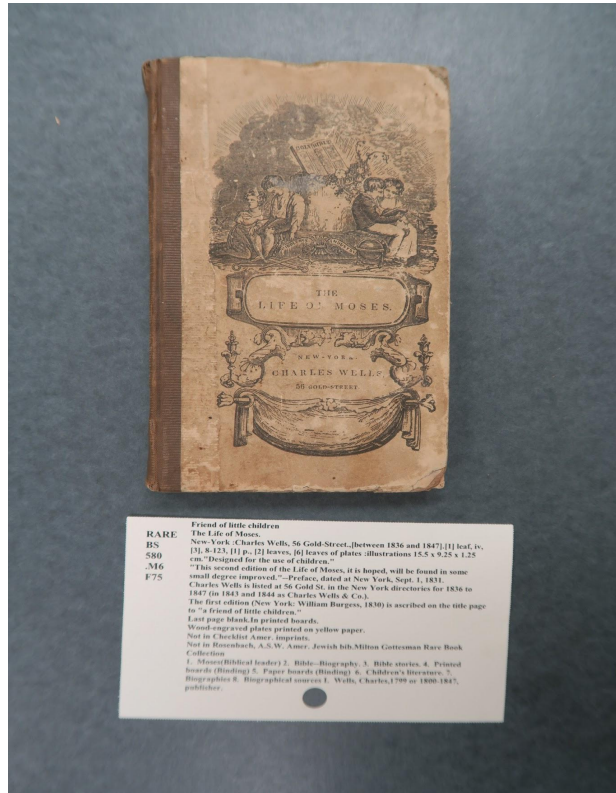 THE
LIFE OF MOSES.
NEW-YORK
CHARLES WELLS,
56 GOLD-STREET
RARE
BS
580
.M6
F75
Friend of little children
The Life of Moses.
New-York :Charles Wells, 56 Gold-Street.,[between 1836 and 1847].[1] leaf, iv,
[3], 8-123, [1] p., [2] leaves, [6] leaves of plates :illustrations 15.5 x 9.25 x 1.25
cm."Designed for the use of children."
"This second edition of the Life of Moses, it is hoped, will be found in some
small degree improved."--Preface, dated at New York, Sept. 1, 1831.
Charles Wells is listed at 56 Gold St. in the New York directories for 1836 to
1847 (in 1843 and 1844 as Charles Wells & Co.).
The first edition (New York: William Burgess, 1830) is ascribed on the title page
to "a friend of little children."
Last page blank.In printed boards.
Wood-engraved plates printed on yellow paper.
Not in Checklist Amer. imprints.
Not in Rosenbach, A.S.W. Amer. Jewish bib.Milton Gottesman Rare Book
Collection
1. Moses(Biblical leader) 2. Bible--Biography. 3. Bible stories. 4. Printed
boards (Binding) 5. Paper boards (Binding) 6. Children's literature. 7.
Biographies 8. Biographical sources I. Wells, Charles,1799 or 1800-1847,
publisher.